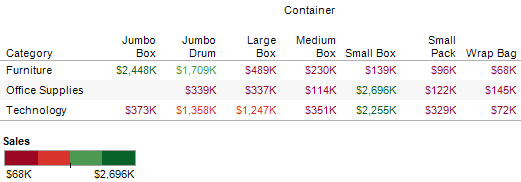 Container
Category Jumbo Box Jumbo Drum Large Box Medium Box Small Box Small Pack Wrap Bag
Furniture $2,448K $1,709K $489K $230K $139K $96K $68K
Office Supplies $339K $337K $114K $2,696K $122K $145K
Technology $373K $1,358K $1,247K $351K $2,255K $329K $72K
Sales
$68K $2,696K